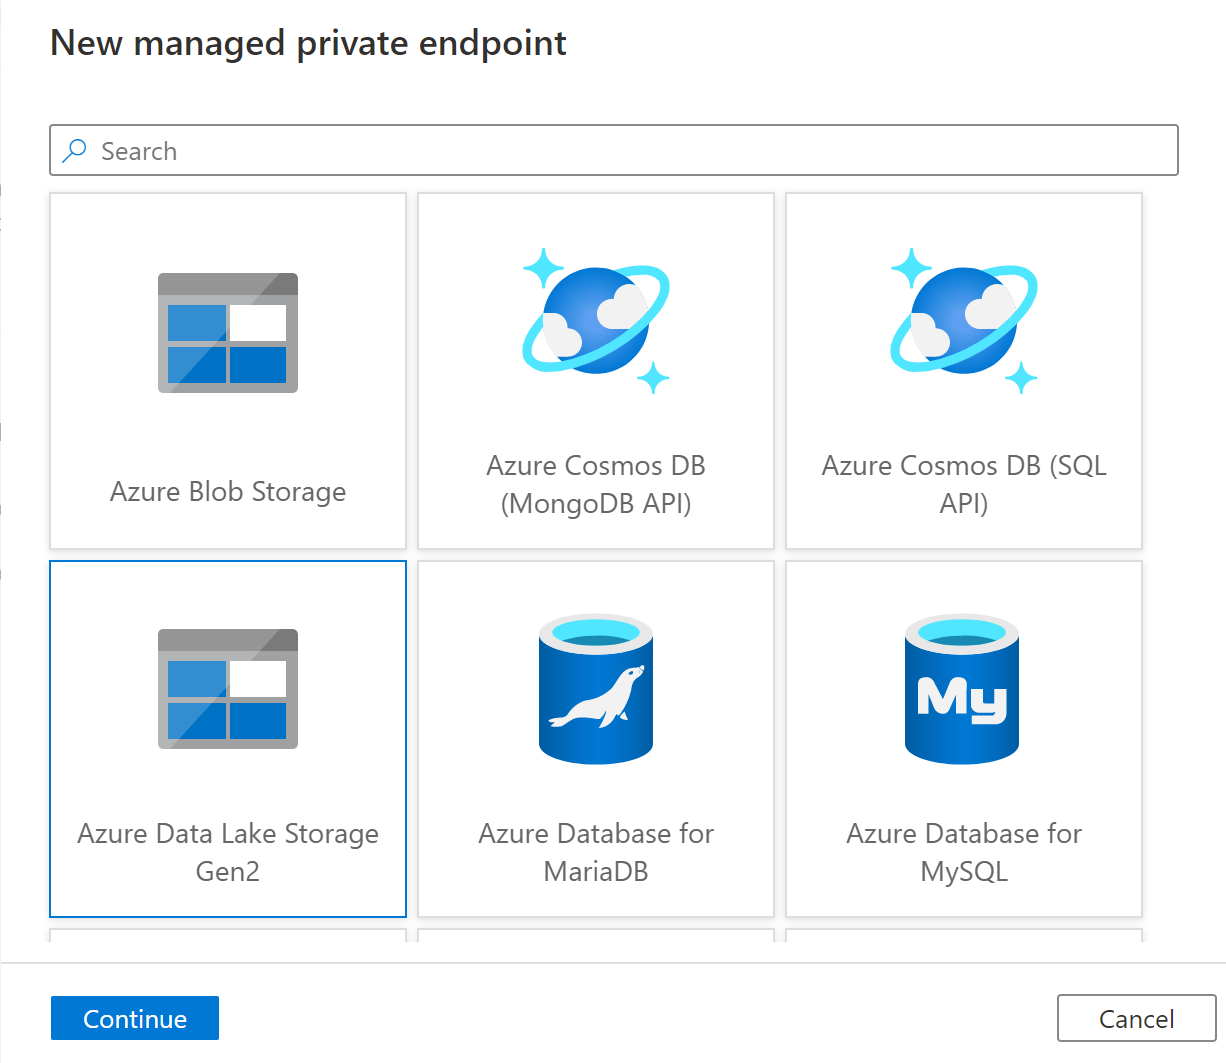 New managed private endpoint
Search
Azure Blob Storage
Azure Cosmos DB
(MongoDB API)
Azure Cosmos DB (SQL
API)
Azure Data Lake Storage
Gen2
Azure Database for
MariaDB
My
Azure Database for
MySQL
Continue
Cancel